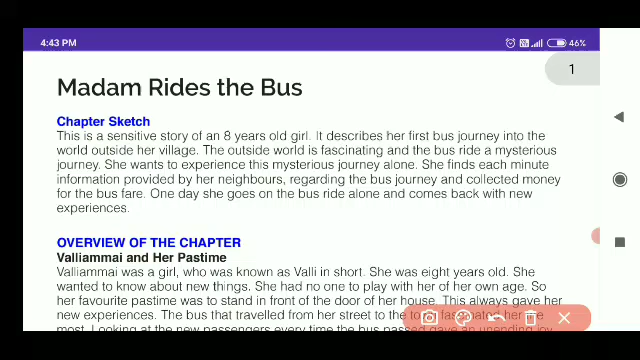 4:43 PM
46%
1
Madam Rides the Bus
Chapter Sketch
This is a sensitive story of an 8 years old girl. It describes her first bus journey into the
world outside her village. The outside world is fascinating and the bus ride a mysterious
journey. She wants to experience this mysterious journey alone. She finds each minute
information provided by her neighbours, regarding the bus journey and collected money
for the bus fare. One day she goes on the bus ride alone and comes back with new
experiences.
OVERVIEW OF THE CHAPTER
Valliammai and Her Pastime
Valliammai was a girl, who was known as Valli in short. She was eight years old. She
wanted to know about new things. She had no one to play with her of her own age. So
her favourite pastime was to stand in front of the door of her house. This always gave her
new experiences. The bus that travelled from her street to the town fascinated her the
most. Looking at the new passengers every time the bus passed gave an unending joy